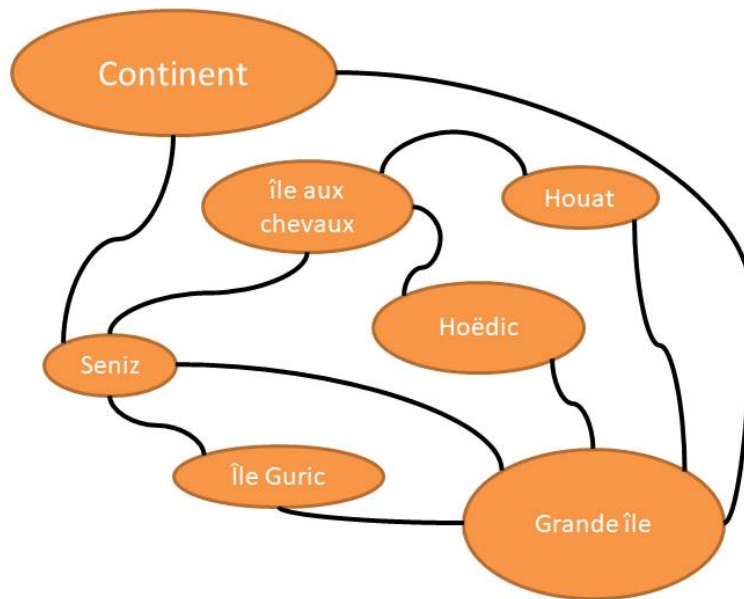 Continent
île aux
chevaux
Houat
Hoëdic
Seniz
Île Guric
Grande île